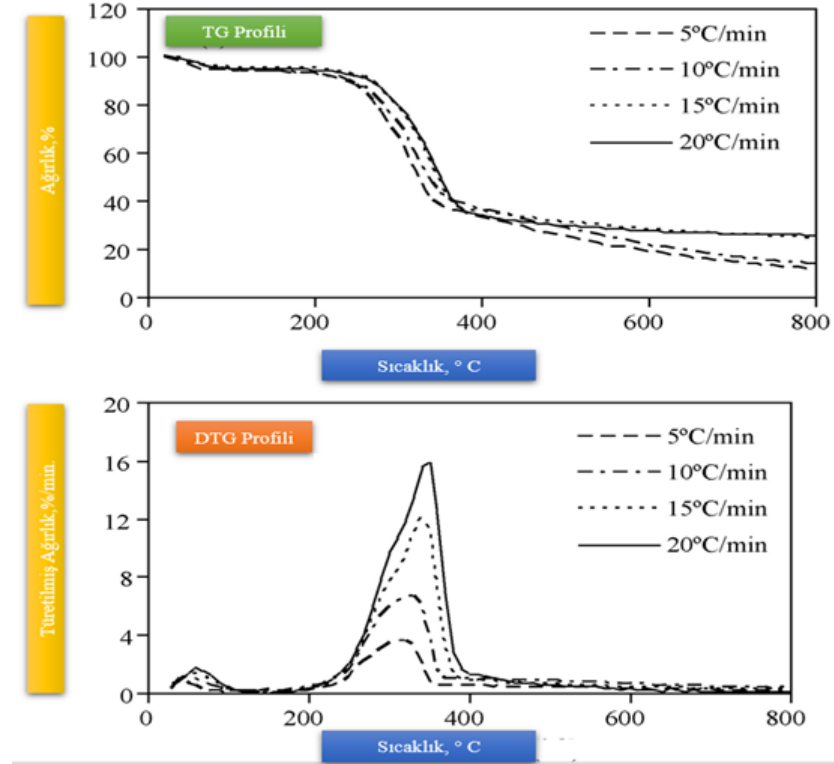 120
TG Profili
5ºC/min
100
10ºC/min
80
15ºC/min
60
20ºC/min
40
20
0
Ağırlık,%
0 200 400 600 800
Sıcaklık, ° C
20
DTG Profili
5ºC/min
16
10ºC/min
15ºC/min
12
20ºC/min
8
4
0
Türetilmiş Ağırlık,%/min.
0 200 400 600 800
Sıcaklık, ° C